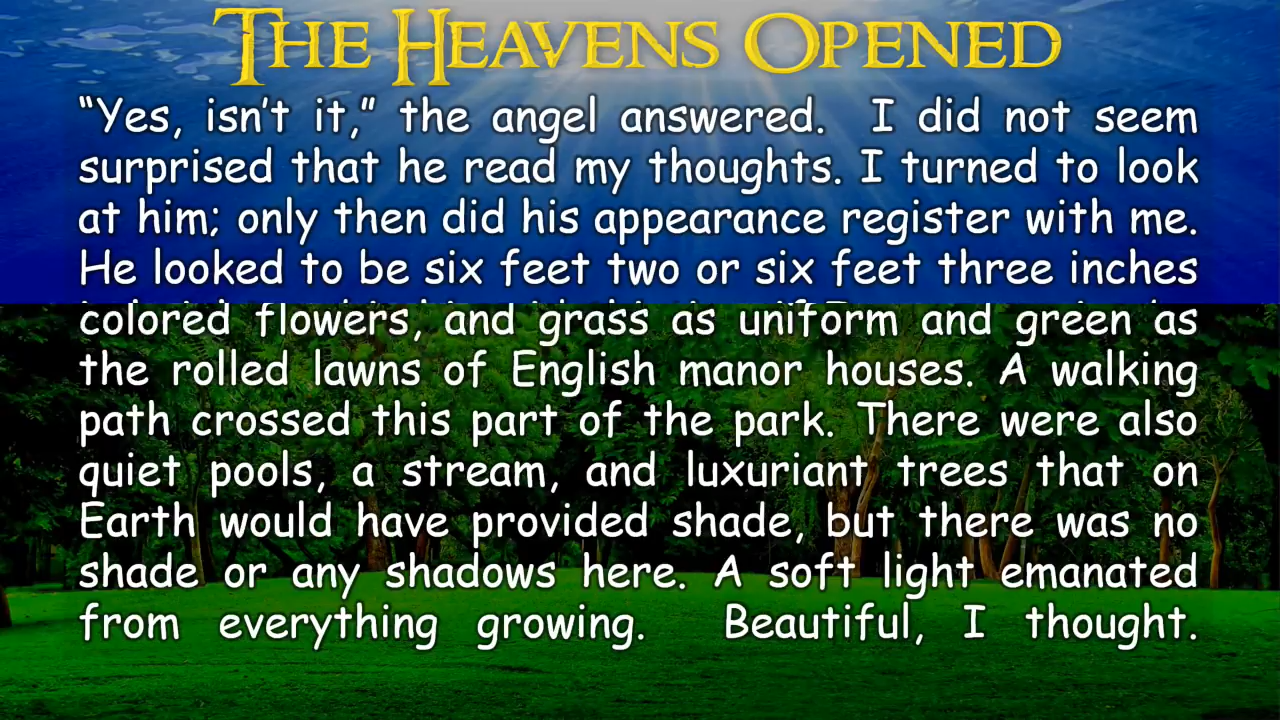 THE HEAVENS OPENED
“Yes, isn’t it,” the angel answered. I did not seem
surprised that he read my thoughts. I turned to look
at him; only then did his appearance register with me.
He looked to be six feet two or six feet three inches
colored flowers, and grass as uniform and green as
the rolled lawns of English manor houses. A walking
path crossed this part of the park. There were also
quiet pools, a stream, and luxuriant trees that on
Earth would have provided shade, but there was no
shade or any shadows here. A soft light emanated
from everything growing. Beautiful, I thought.